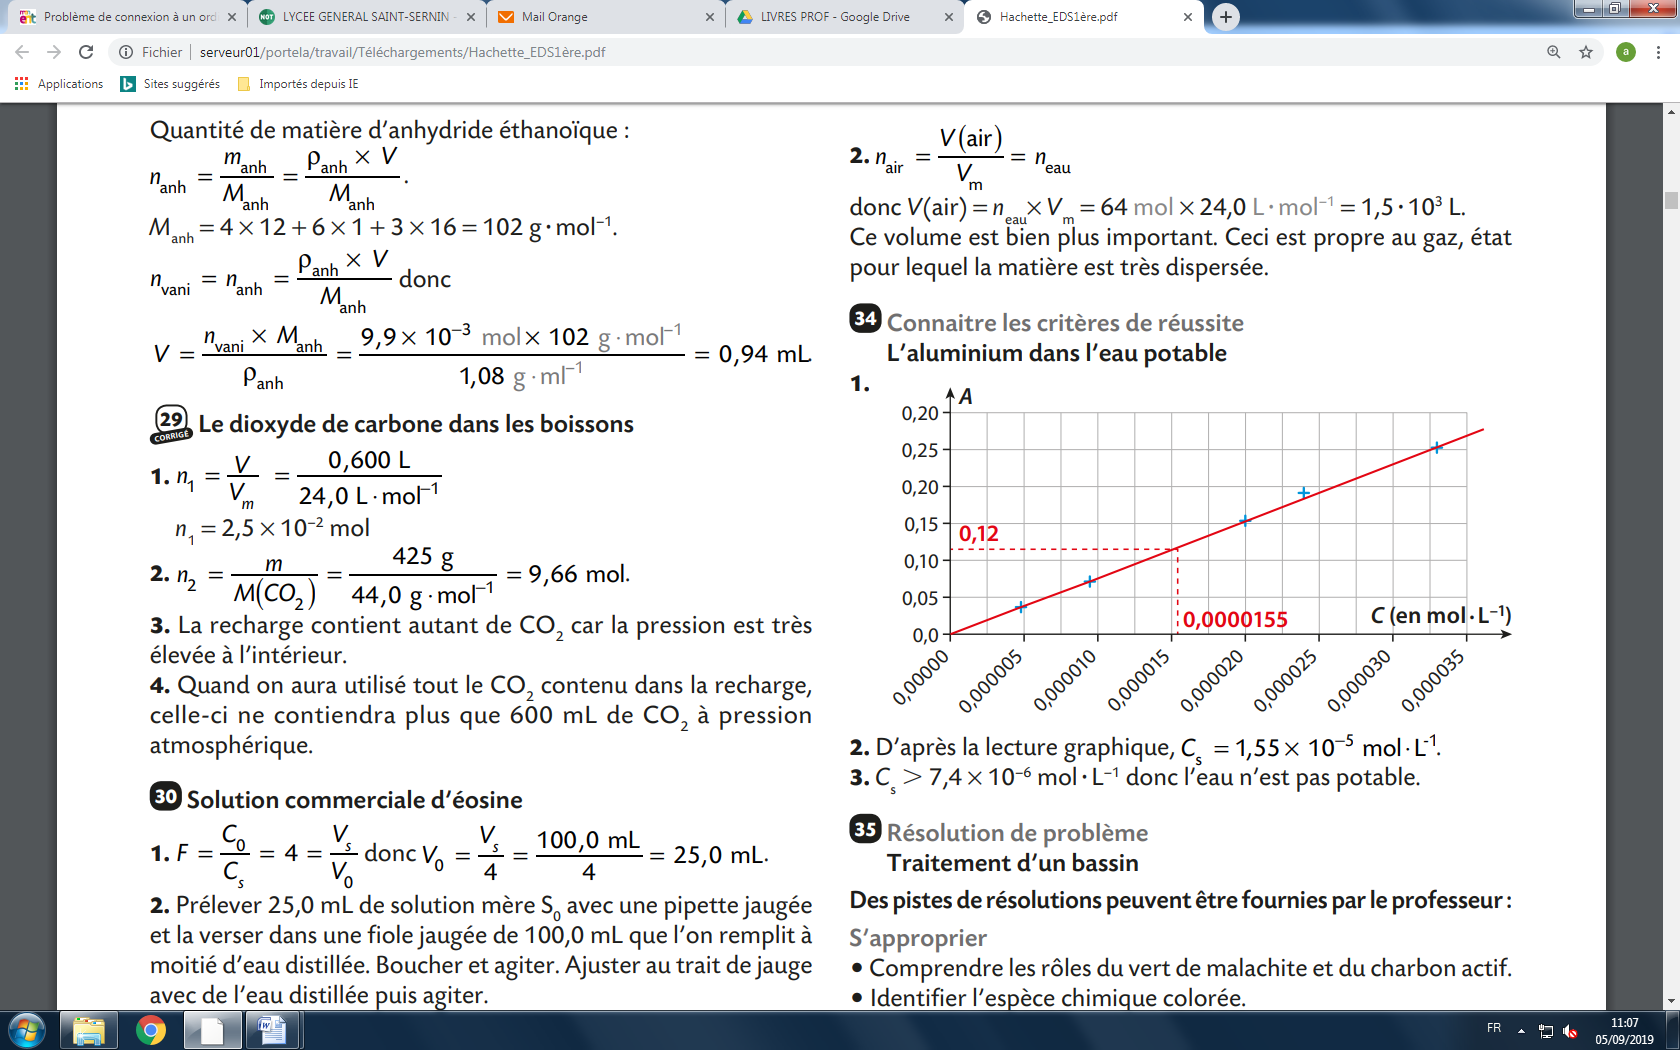 Problème de connexion à un ord
LYCEE GENERAL SAINT-SERNIN -
Mail Orange
LIVRES PROF - Google Drive
Hachette_EDS1ère.pdf
Fichier | serveur01/portela/travail/Téléchargements/Hachette_EDS1ère.pdf
a
Applications
Sites suggérés
Importés depuis IE
Quantité de matière d'anhydride éthanoïque :
n_anh = m_anh / M_anh = ρ_anh × V / M_anh .
M_anh = 4 × 12 + 6 × 1 + 3 × 16 = 102 g·mol⁻¹.
n_vani = n_anh = ρ_anh × V / M_anh donc
V = n_vani × M_anh / ρ_anh = 9,9 × 10⁻³ mol × 102 g·mol⁻¹ / 1,08 g·ml⁻¹ = 0,94 mL.
29 CORRIGÉ Le dioxyde de carbone dans les boissons
1. n₁ = V / V_m = 0,600 L / 24,0 L·mol⁻¹
n₁ = 2,5 × 10⁻² mol
2. n₂ = m / M(CO₂) = 425 g / 44,0 g·mol⁻¹ = 9,66 mol.
3. La recharge contient autant de CO₂ car la pression est très
élevée à l'intérieur.
4. Quand on aura utilisé tout le CO₂ contenu dans la recharge,
celle-ci ne contiendra plus que 600 mL de CO₂ à pression
atmosphérique.
30 Solution commerciale d'éosine
1. F = C₀ / C_s = 4 = V_s / V₀ donc V₀ = V_s / 4 = 100,0 mL / 4 = 25,0 mL.
2. Prélever 25,0 mL de solution mère S₀ avec une pipette jaugée
et la verser dans une fiole jaugée de 100,0 mL que l'on remplit à
moitié d'eau distillée. Boucher et agiter. Ajuster au trait de jauge
avec de l'eau distillée puis agiter.
2. n_air = V(air) / V_m = n_eau
donc V(air) = n_eau × V_m = 64 mol × 24,0 L·mol⁻¹ = 1,5·10³ L.
Ce volume est bien plus important. Ceci est propre au gaz, état
pour lequel la matière est très dispersée.
34 Connaitre les critères de réussite
L'aluminium dans l'eau potable
1.
A
0,20
0,25
0,20
0,15
0,10
0,05
0,0
0,12
0,0000155
C (en mol·L⁻¹)
0,00000
0,0000005
0,0000010
0,0000015
0,0000020
0,0000025
0,0000030
0,0000035
2. D'après la lecture graphique, C_s = 1,55 × 10⁻⁵ mol·L⁻¹.
3. C_s > 7,4 × 10⁻⁶ mol·L⁻¹ donc l'eau n'est pas potable.
35 Résolution de problème
Traitement d'un bassin
Des pistes de résolutions peuvent être fournies par le professeur :
S'approprier
• Comprendre les rôles du vert de malachite et du charbon actif.
• Identifier l'espèce chimique colorée.
FR
11:07
05/09/2019